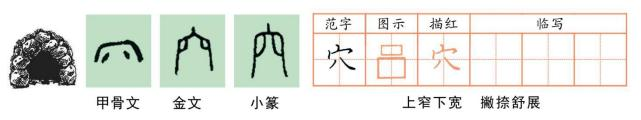 范字 图示 描红 临写
穴 穴
甲骨文 金文 小篆 上窄下宽 撇捺舒展